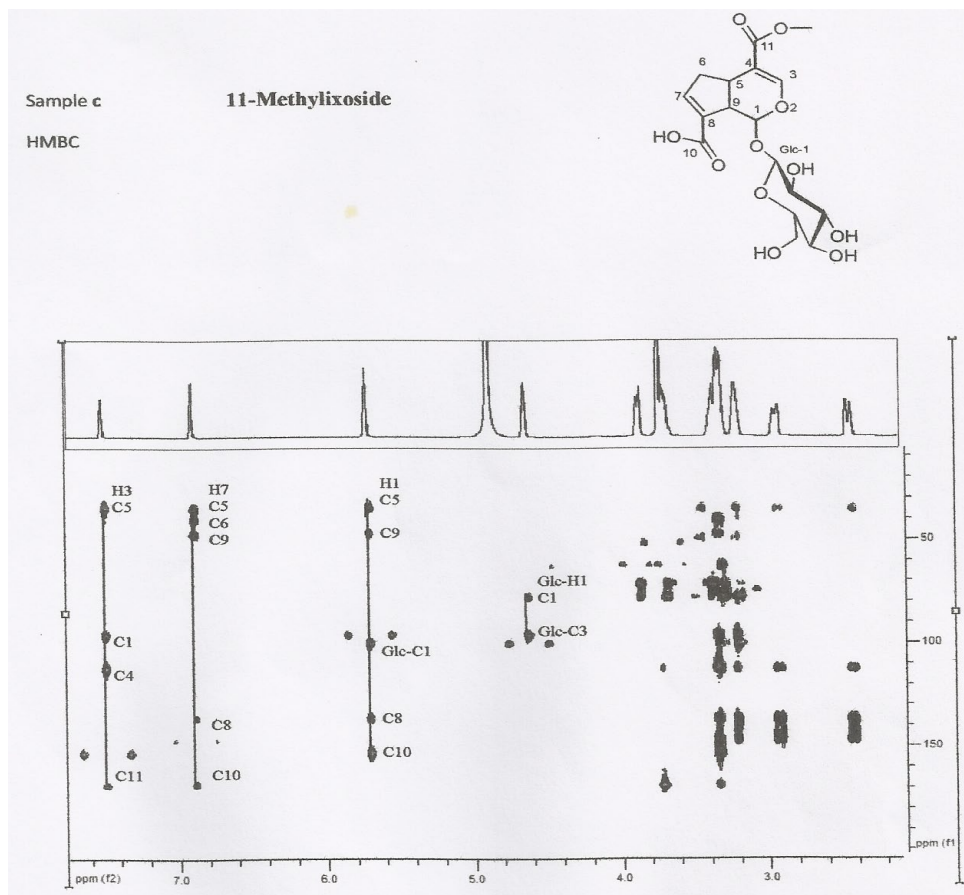 Sample c
11-Methylixoside
HMBC
O
O
11
4
3
6
5
7
O2
9
8
1
HO
10
O
O
Glc-1
OH
O
OH
HO
OH
H3
C5
C1
C4
C11
H7
C5
C6
C9
C8
C10
H1
C5
C9
Glc-C1
C8
C10
Glc-H1
C1
Glc-C3
50
100
150
ppm (f1
ppm (f2)
7.0
6.0
5.0
4.0
3.0